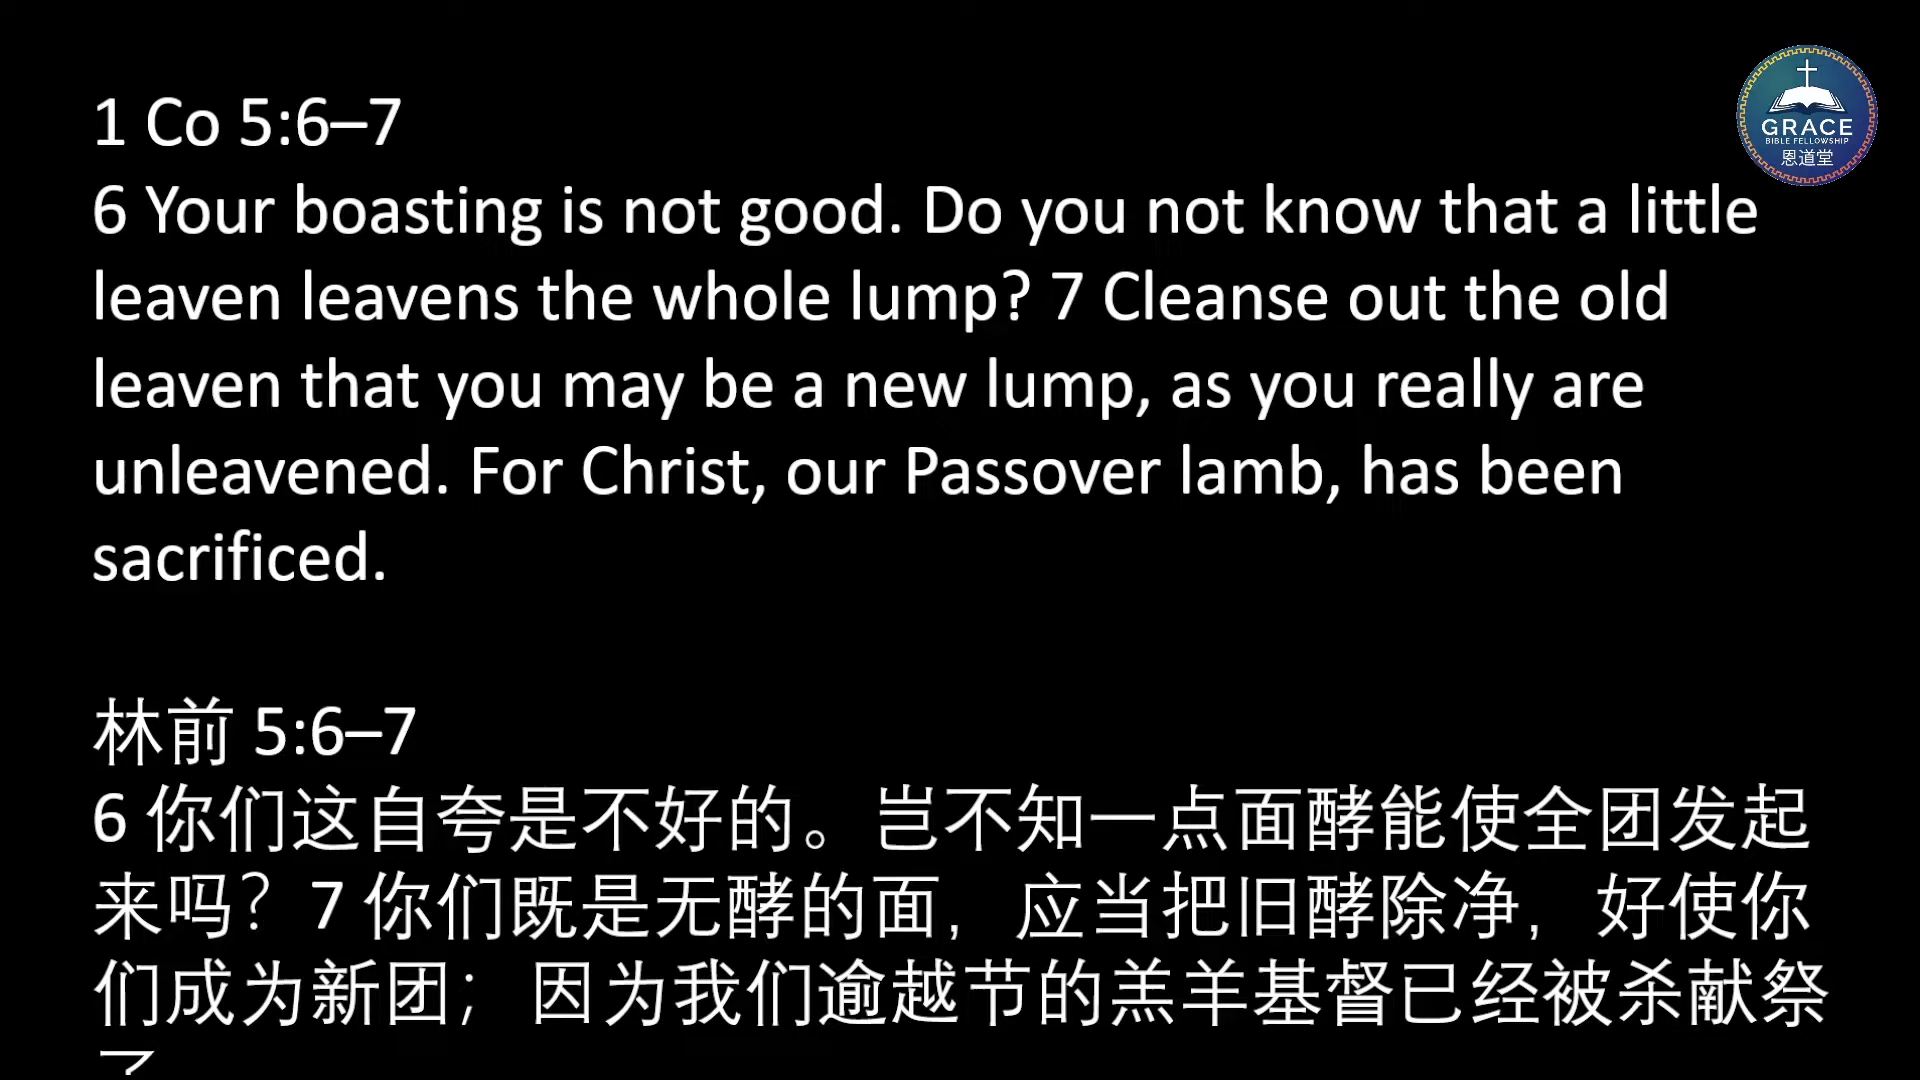 GRACE
BIBLE FELLOWSHIP
恩道堂
1 Co 5:6–7
6 Your boasting is not good. Do you not know that a little
leaven leavens the whole lump? 7 Cleanse out the old
leaven that you may be a new lump, as you really are
unleavened. For Christ, our Passover lamb, has been
sacrificed.
林前 5:6–7
6 你们这自夸是不好的。岂不知一点面酵能使全团发起
来吗？7 你们既是无酵的面，应当把旧酵除净，好使你
们成为新团；因为我们逾越节的羔羊基督已经被杀献祭